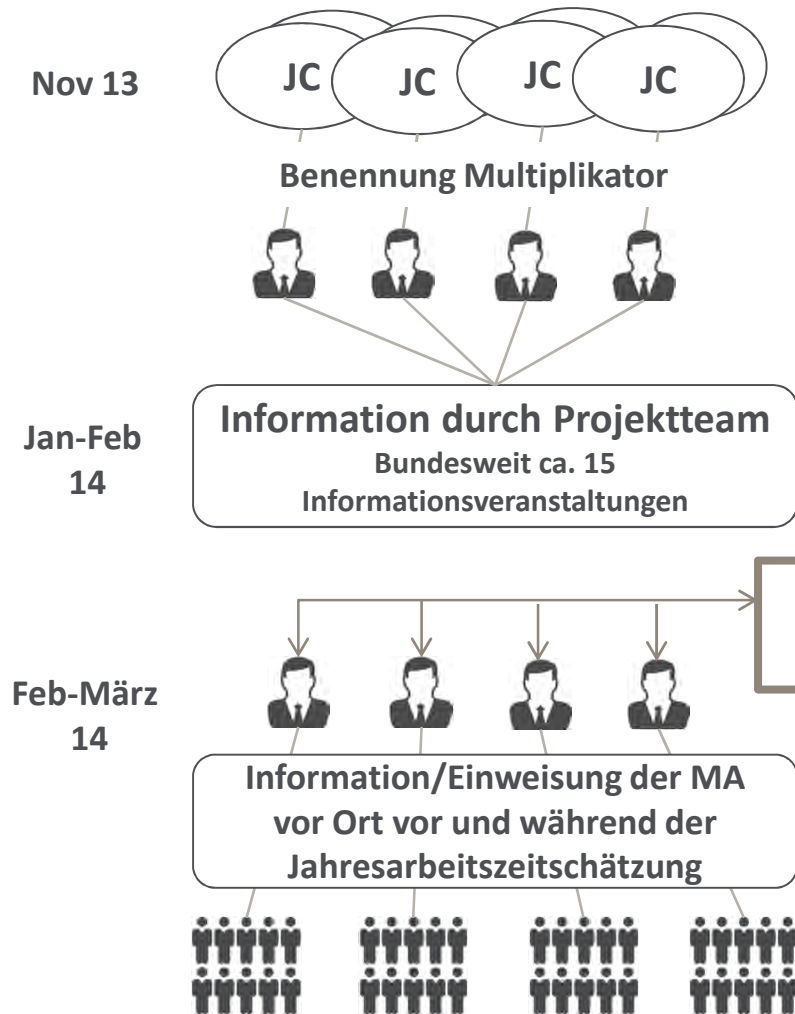 Nov 13
JC JC JC JC
Benennung Multiplikator
Jan-Feb
14
Information durch Projektteam
Bundesweit ca. 15
Informationsveranstaltungen
Feb-März
14
Information/Einweisung der MA
vor Ort vor und während der
Jahresarbeitszeitschätzung